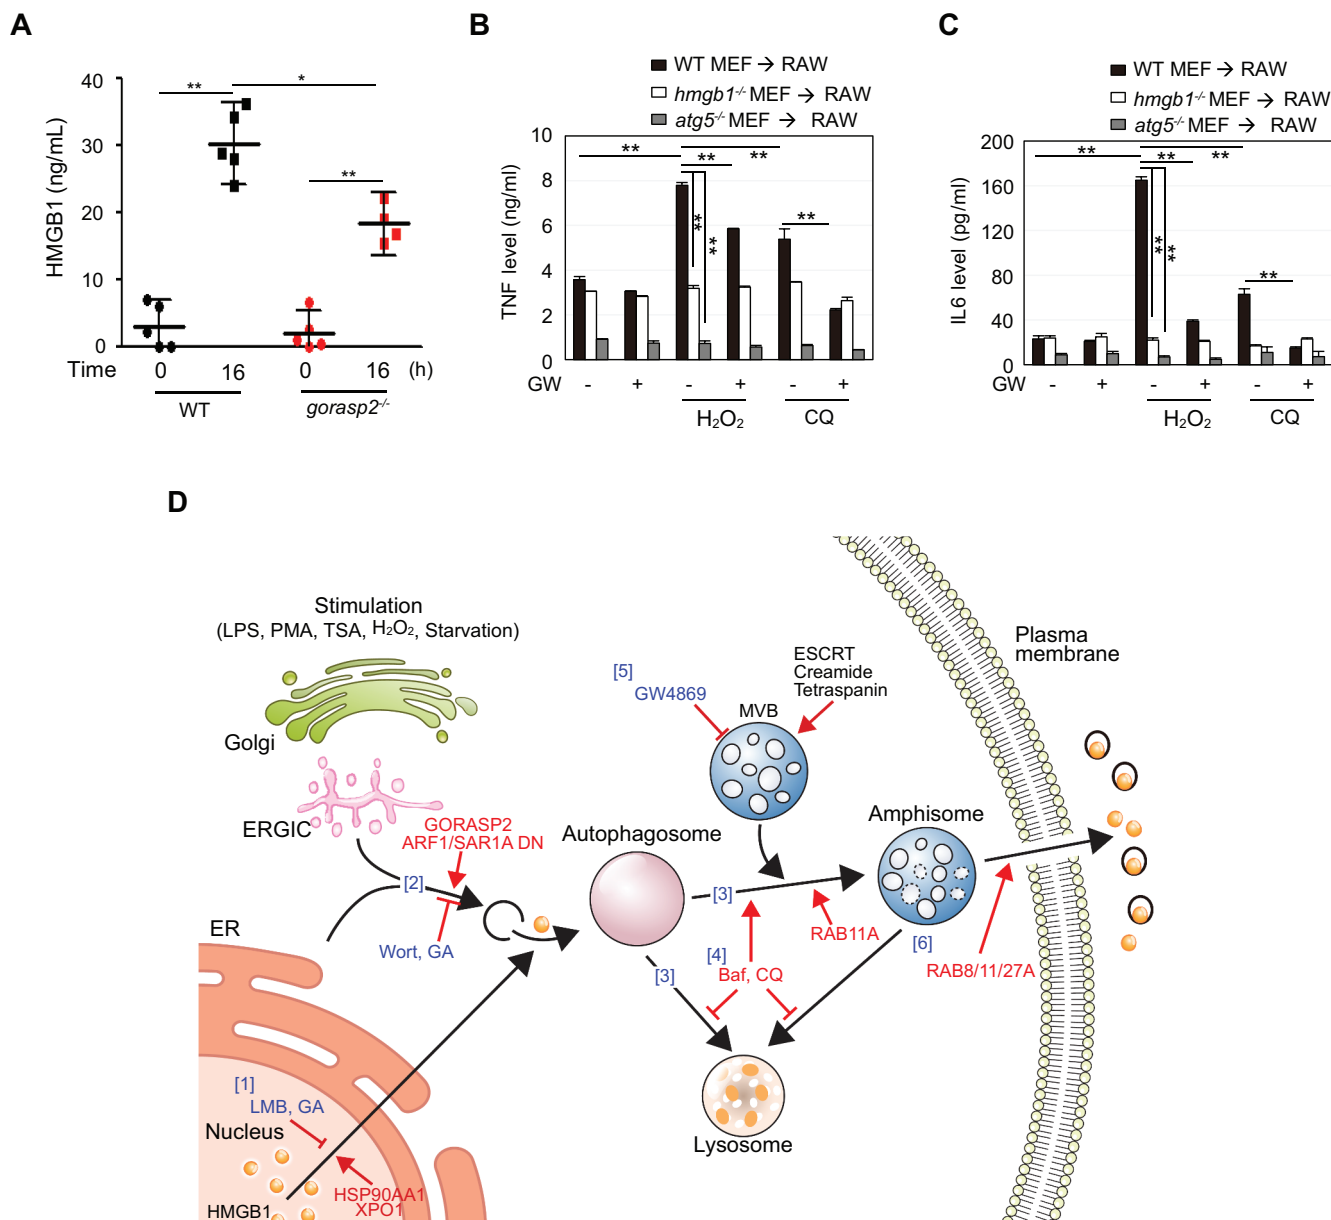 A
HMGB1 (ng/mL)
40
30
20
10
0
**
*
**
Time
0
16
0
16
(h)
WT
gorasp2-/-
B
WT MEF → RAW
hmgb1-/- MEF → RAW
atg5-/- MEF → RAW
TNF level (ng/ml)
10
8
6
4
2
0
**
**
**
**
**
**
GW
-
+
-
+
-
+
H2O2
CQ
C
WT MEF → RAW
hmgb1-/- MEF → RAW
atg5-/- MEF → RAW
IL6 level (pg/ml)
200
160
120
80
40
0
**
**
**
**
**
**
GW
-
+
-
+
-
+
H2O2
CQ
D
Stimulation
(LPS, PMA, TSA, H2O2, Starvation)
Golgi
ERGIC
GORASP2
ARF1/SAR1A DN
[2]
Wort, GA
ER
[1]
LMB, GA
Nucleus
HSP90AA1
XPO1
HMGB1
Autophagosome
[3]
[3]
[4]
Baf, CQ
Lysosome
[5]
GW4869
ESCRT
Creamide
Tetraspanin
MVB
RAB11A
Amphisome
[6]
RAB8/11/27A
Plasma
membrane